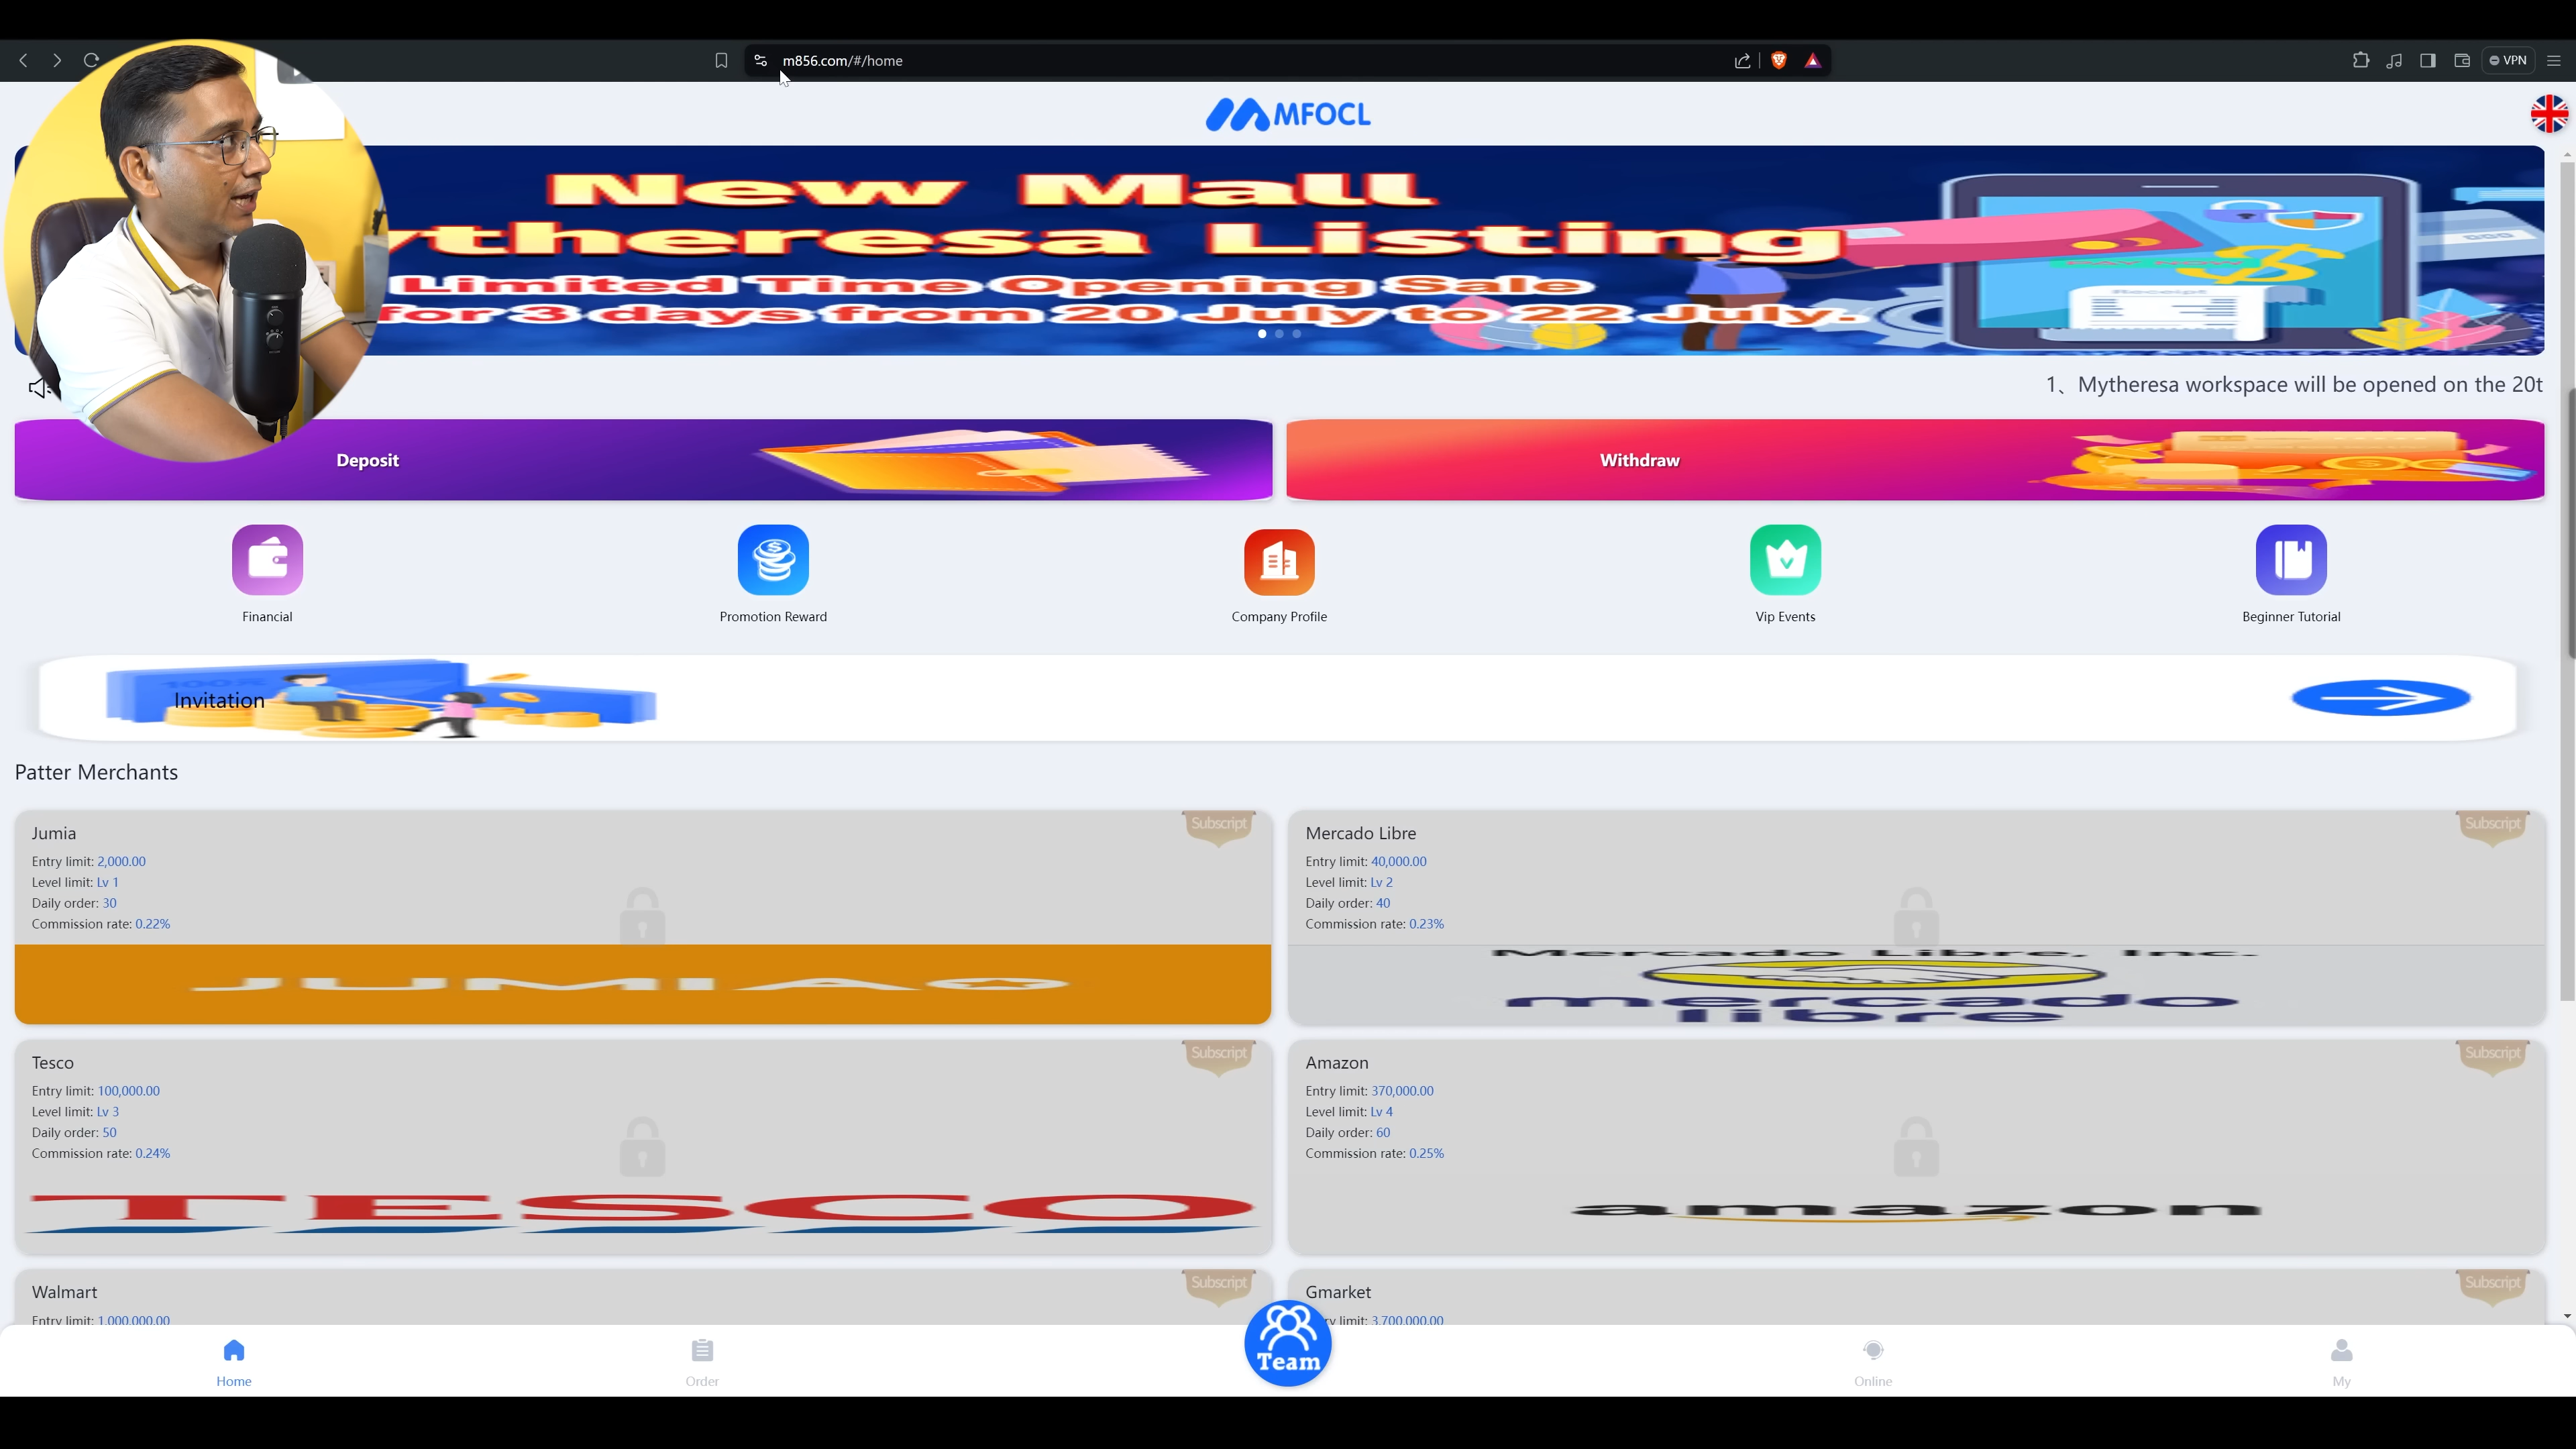 m856.com/#/home
VPN
MFOCL
New Mall
ytheresa Listing
Limited Time Opening Sale
for 3 days from 20 July to 22 July.
Receipt
1、Mytheresa workspace will be opened on the 20t
Deposit
Withdraw
Financial
Promotion Reward
Company Profile
Vip Events
Beginner Tutorial
Invitation
Patter Merchants
Jumia
Subscript
Entry limit: 2,000.00
Level limit: Lv 1
Daily order: 30
Commission rate: 0.22%
JUMIA
Mercado Libre
Subscript
Entry limit: 40,000.00
Level limit: Lv 2
Daily order: 40
Commission rate: 0.23%
Mercado Libre, Inc.
mercado
libre
Tesco
Subscript
Entry limit: 100,000.00
Level limit: Lv 3
Daily order: 50
Commission rate: 0.24%
TESCO
Amazon
Subscript
Entry limit: 370,000.00
Level limit: Lv 4
Daily order: 60
Commission rate: 0.25%
amazon
Walmart
Subscript
Entry limit: 1,000,000.00
Gmarket
Subscript
ry limit: 3,700,000.00
Home
Order
Team
Online
My